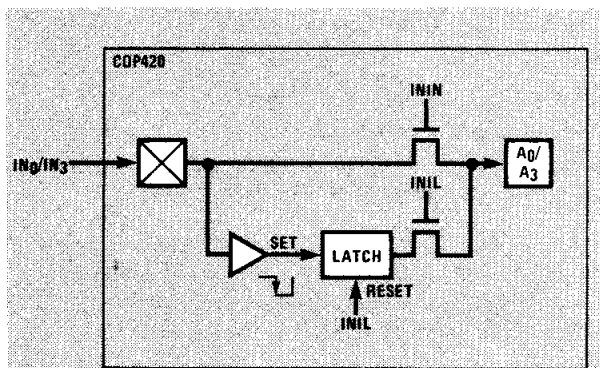 COP420
ININ
IN0/IN3
A0/
A3
INIL
SET
LATCH
RESET
INIL